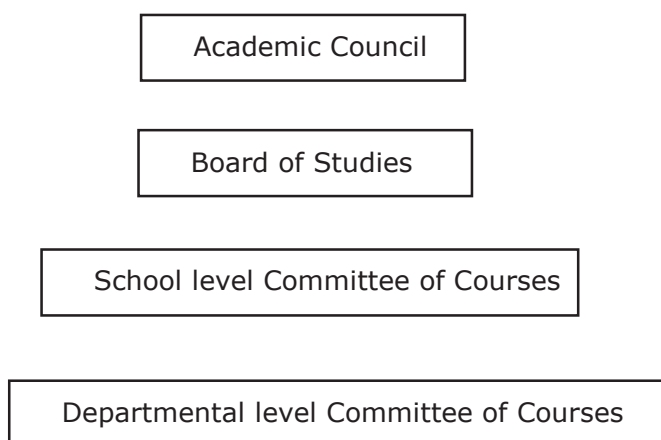 Academic Council
Board of Studies
School level Committee of Courses
Departmental level Committee of Courses